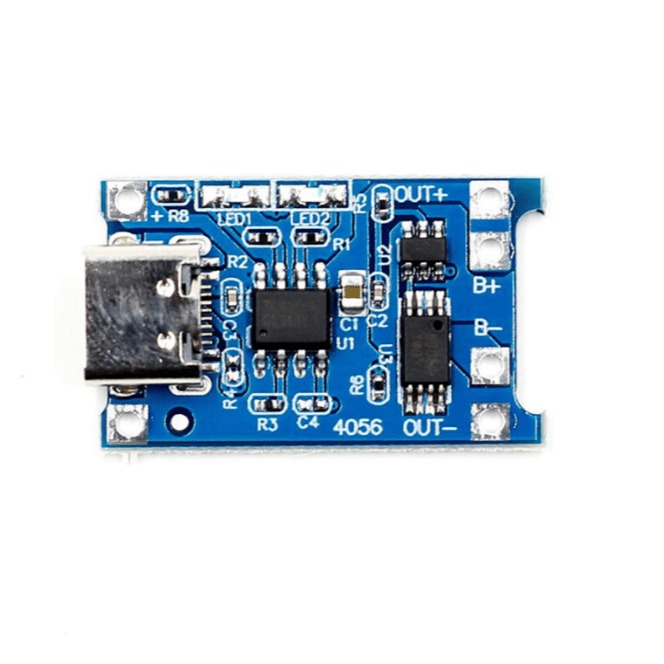 + R8
LED1
LED2
R5
OUT+
R2
R1
U2
B+
C3
C1
C2
U1
B-
U3
R4
R6
R3
C4
4056
OUT-